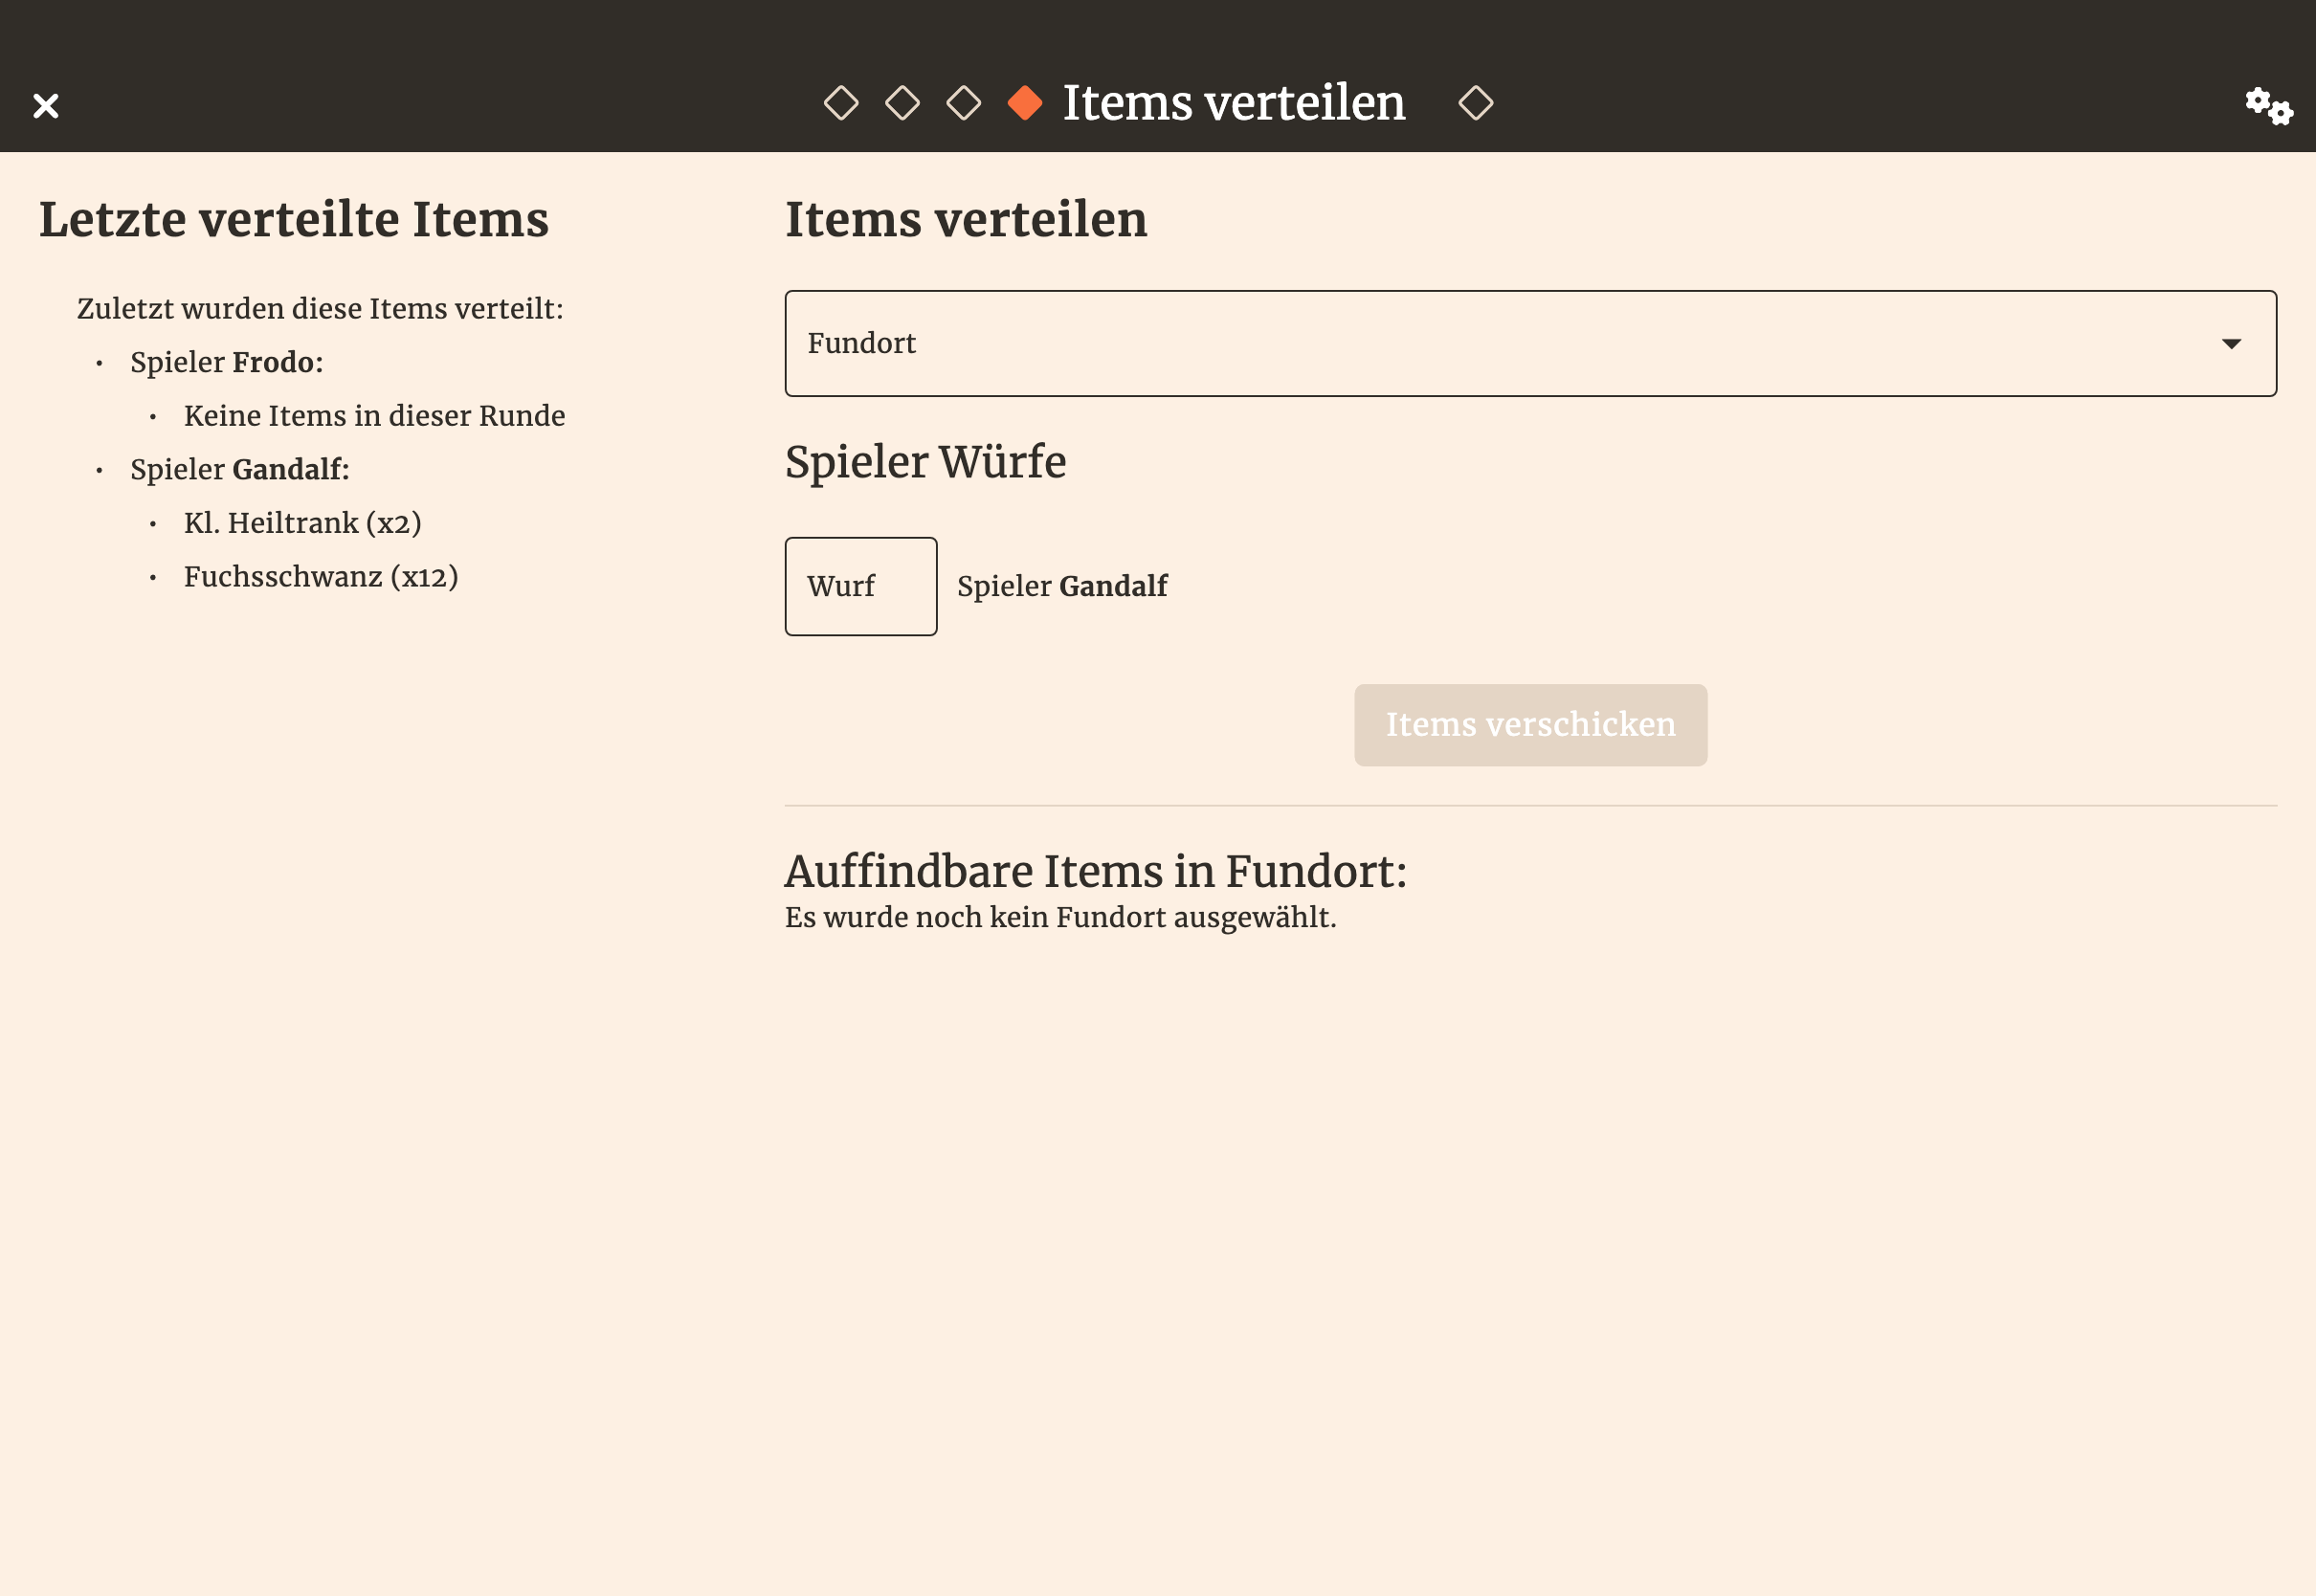 Items verteilen
Letzte verteilte Items
Zuletzt wurden diese Items verteilt:
• Spieler Frodo:
• Keine Items in dieser Runde
• Spieler Gandalf:
• Kl. Heiltrank (x2)
• Fuchsschwanz (x12)
Items verteilen
Fundort
Spieler Würfe
Wurf Spieler Gandalf
Items verschicken
Auffindbare Items in Fundort:
Es wurde noch kein Fundort ausgewählt.